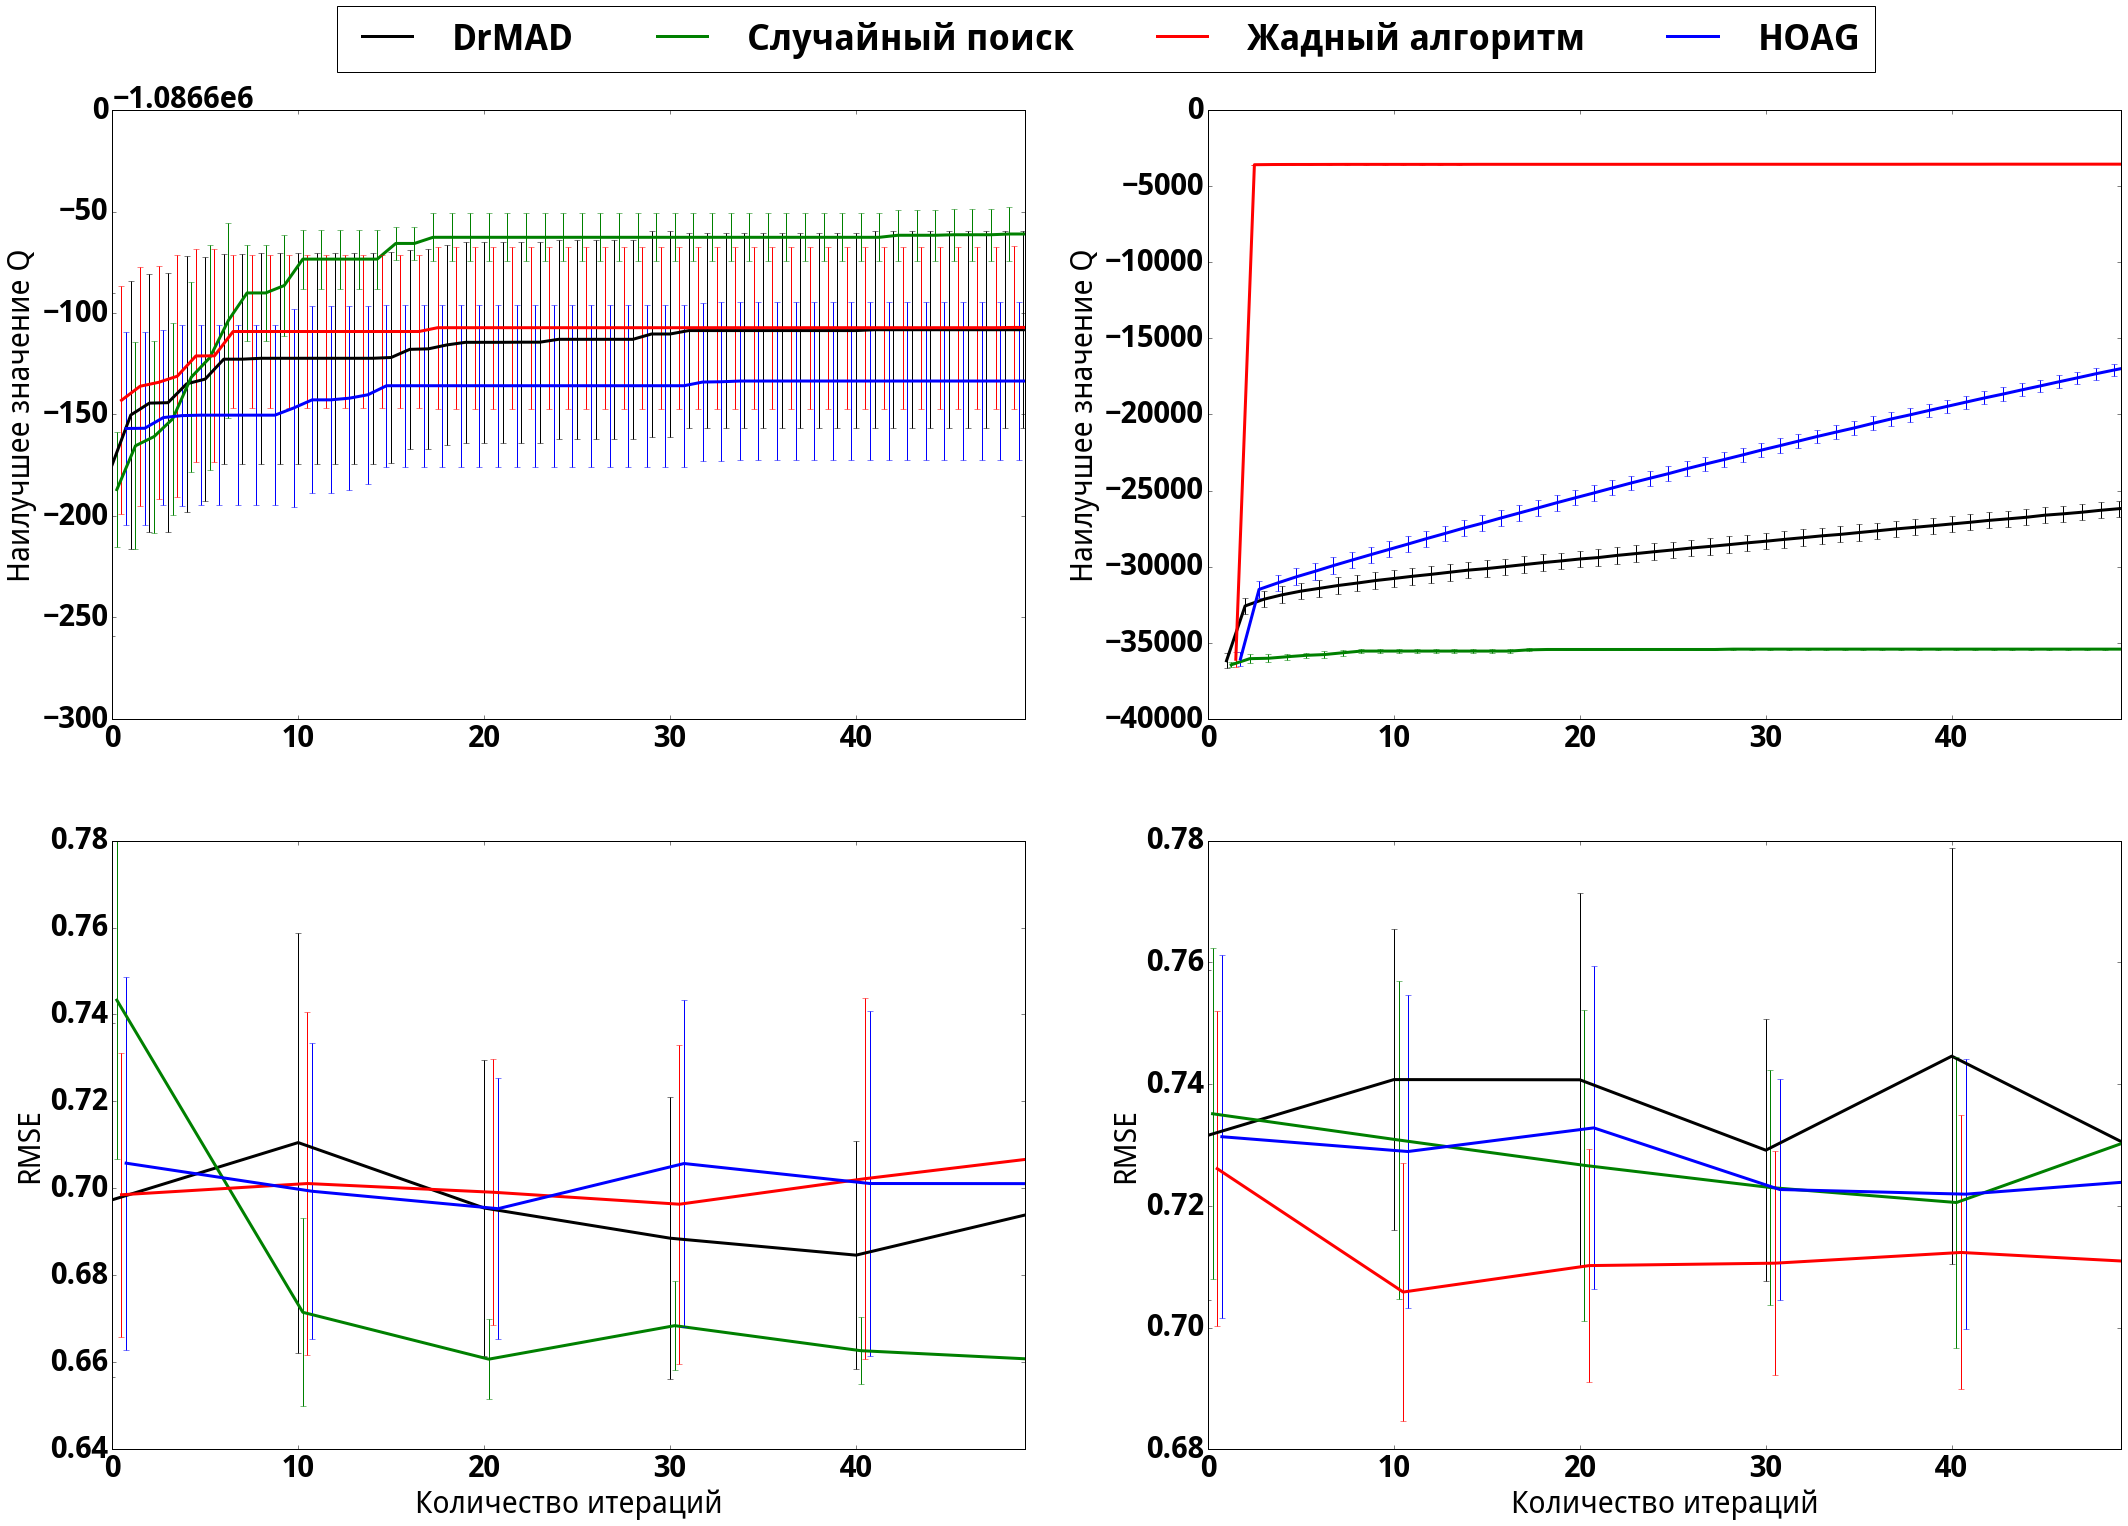 DrMAD Случайный поиск Жадный алгоритм HOAG
−1.0866e6
0
−50
−100
−150
−200
−250
−300
Наилучшее значение Q
0 10 20 30 40
0
−5000
−10000
−15000
−20000
−25000
−30000
−35000
−40000
Наилучшее значение Q
0 10 20 30 40
0.78
0.76
0.74
0.72
0.70
0.68
0.66
0.64
RMSE
0 10 20 30 40
Количество итераций
0.78
0.76
0.74
0.72
0.70
0.68
RMSE
0 10 20 30 40
Количество итераций